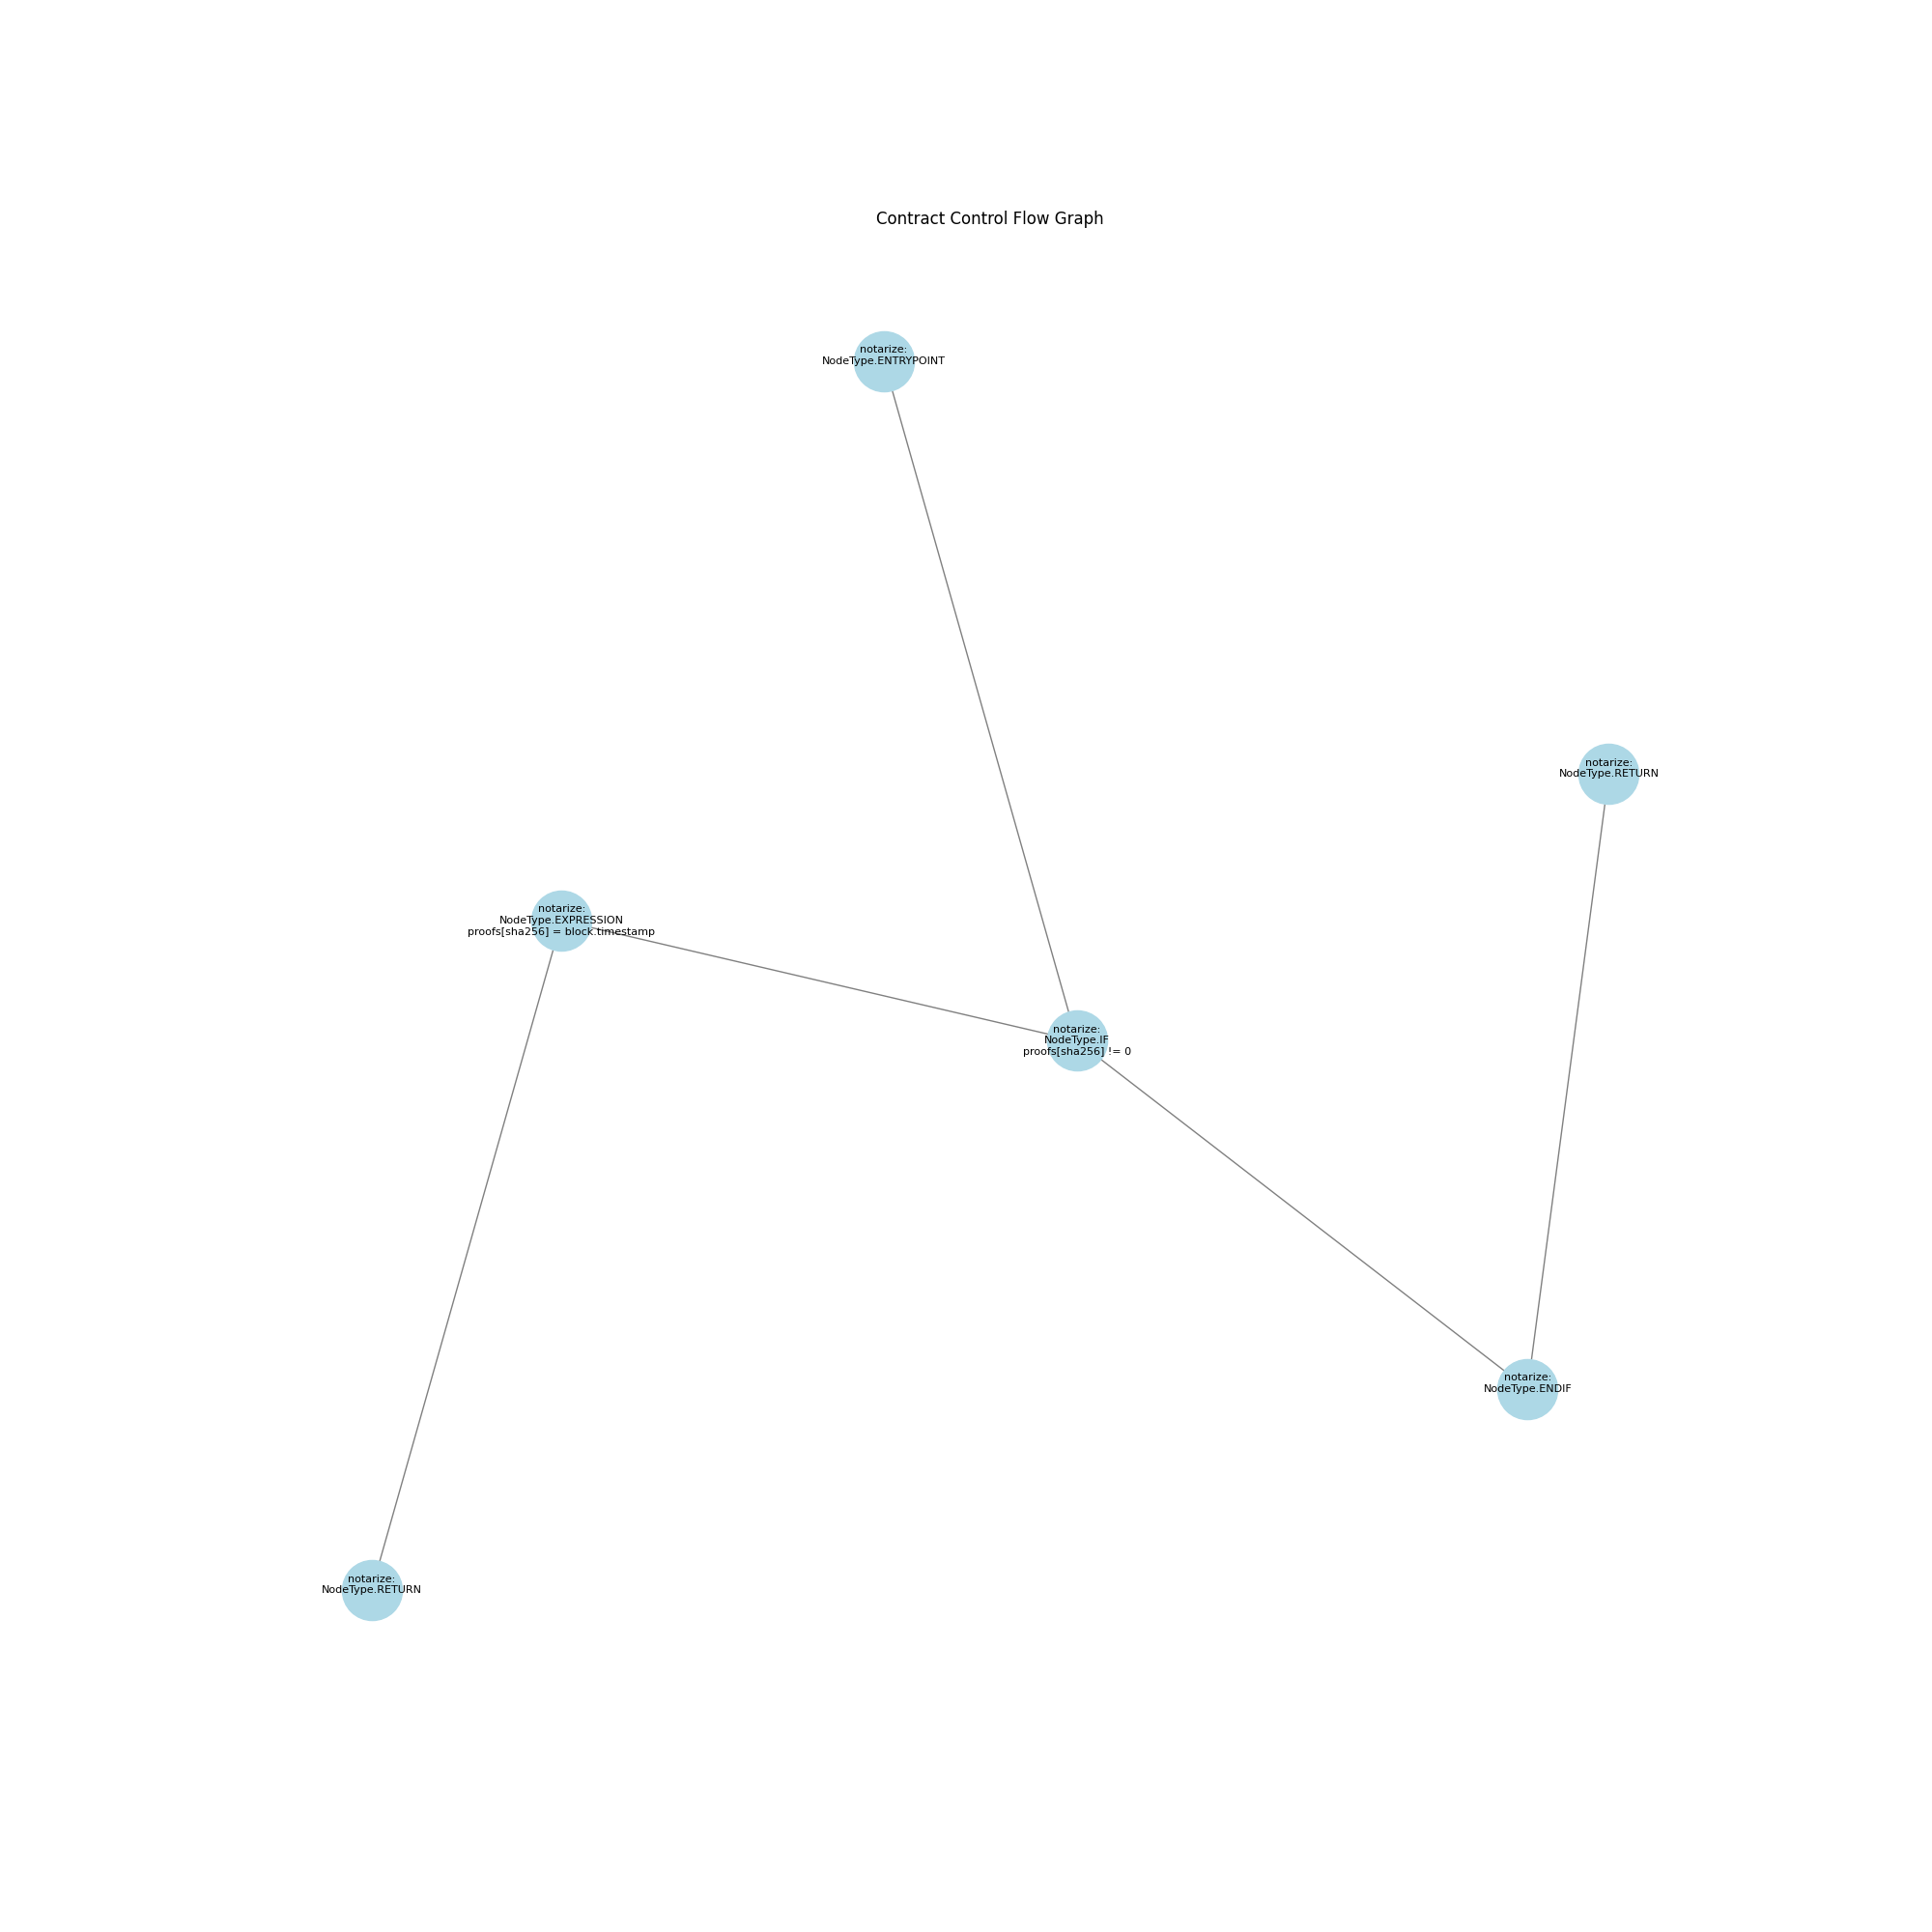 Contract Control Flow Graph
notarize:
NodeType.ENTRYPOINT
notarize:
NodeType.RETURN
notarize:
NodeType.EXPRESSION
proofs[sha256] = block.timestamp
notarize:
NodeType.IF
proofs[sha256] != 0
notarize:
NodeType.ENDIF
notarize:
NodeType.RETURN